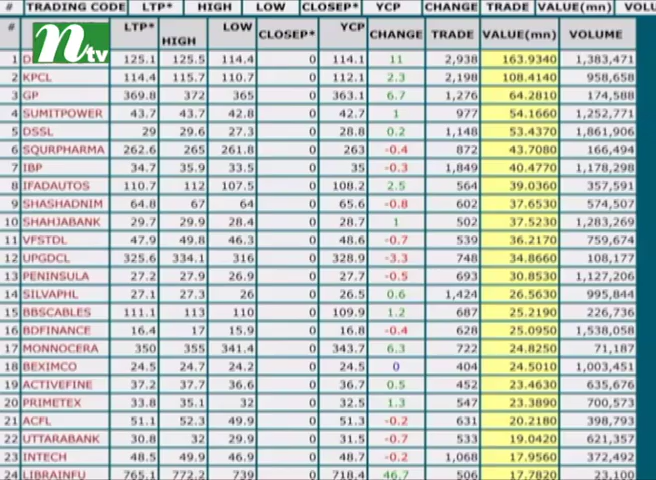 # TRADING CODE LTP* HIGH LOW CLOSEP* YCP CHANGE TRADE VALUE(mn)
# LTP* HIGH LOW CLOSEP* YCP CHANGE TRADE VALUE(mn) VOLUME
ntv
1 125.1 125.5 114.4 0 114.1 11 2,938 163.9340 1,383,471
2 KPCL 114.4 115.7 110.7 0 112.1 2.3 2,198 108.4140 958,658
3 GP 369.8 372 365 0 363.1 6.7 1,276 64.2810 174,588
4 SUMITPOWER 43.7 43.7 42.8 0 42.7 1 977 54.1660 1,252,771
5 DSSL 29 29.6 27.3 0 28.8 0.2 1,148 53.4370 1,861,906
6 SQURPHARMA 262.6 265 261.8 0 263 -0.4 872 43.7080 166,494
7 IBP 34.7 35.9 33.5 0 35 -0.3 1,849 40.4770 1,178,298
8 IFADAUTOS 110.7 112 107.5 0 108.2 2.5 564 39.0360 357,591
9 SHASHADNIM 64.8 67 64 0 65.6 -0.8 602 37.6530 574,507
10 SHAHJABANK 29.7 29.9 28.4 0 28.7 1 502 37.5230 1,283,269
11 VFSTDL 47.9 49.8 46.3 0 48.6 -0.7 539 36.2170 759,674
12 UPGDCL 325.6 334.1 316 0 328.9 -3.3 748 34.8660 108,177
13 PENINSULA 27.2 27.9 26.9 0 27.7 -0.5 693 30.8530 1,127,206
14 SILVAPHL 27.1 27.3 26 0 26.5 0.6 1,424 26.5630 995,844
15 BBSCABLES 111.1 113 110 0 109.9 1.2 687 25.2190 226,736
16 BDFINANCE 16.4 17 15.9 0 16.8 -0.4 628 25.0950 1,538,058
17 MONNOCERA 350 355 341.4 0 343.7 6.3 722 24.8250 71,187
18 BEXIMCO 24.5 24.7 24.2 0 24.5 0 404 24.5010 1,003,451
19 ACTIVEFINE 37.2 37.7 36.6 0 36.7 0.5 452 23.4630 635,676
20 PRIMETEX 33.8 35.1 32 0 32.5 1.3 547 23.3890 700,573
21 ACFL 51.1 52.3 49.9 0 51.3 -0.2 631 20.2180 398,793
22 UTTARABANK 30.8 32 29.9 0 31.5 -0.7 533 19.0420 621,357
23 INTECH 48.5 49.9 46.9 0 48.7 -0.2 1,068 17.9560 372,492
24 LIBRAINFU 765.1 772.2 739 0 718.4 46.7 506 17.7820 23,100